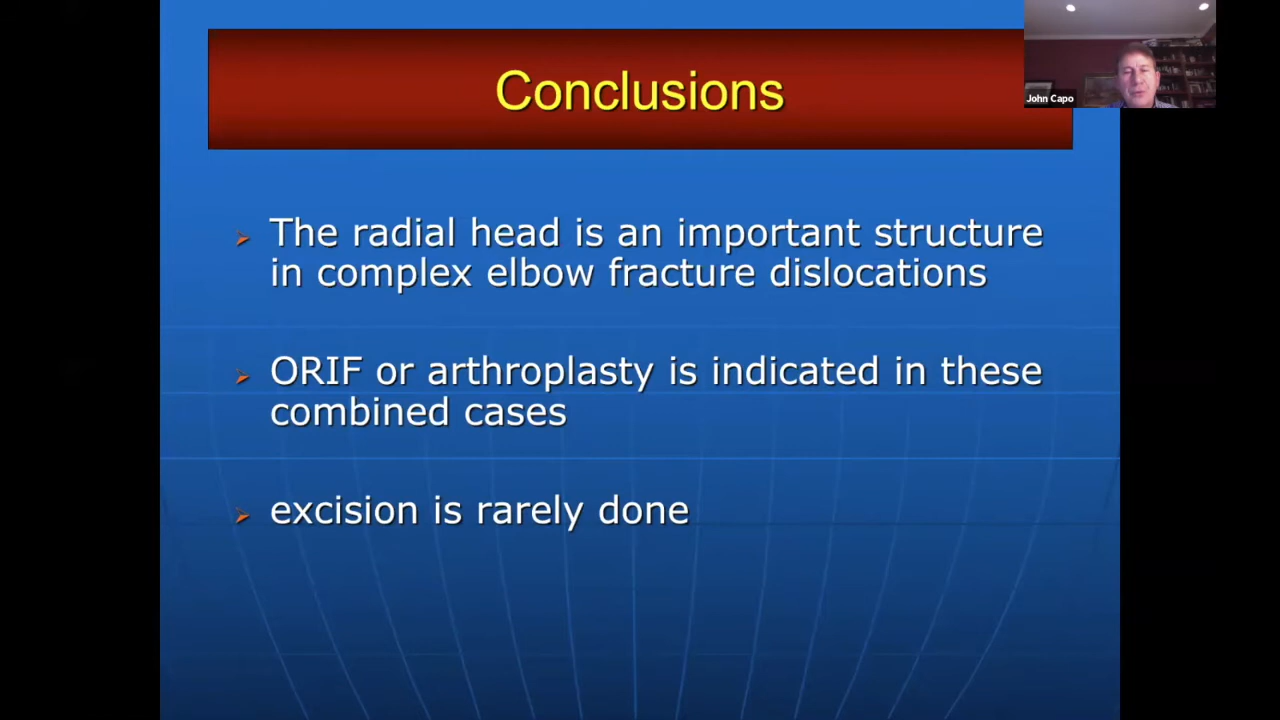 Conclusions
John Capo
The radial head is an important structure
in complex elbow fracture dislocations
ORIF or arthroplasty is indicated in these
combined cases
excision is rarely done